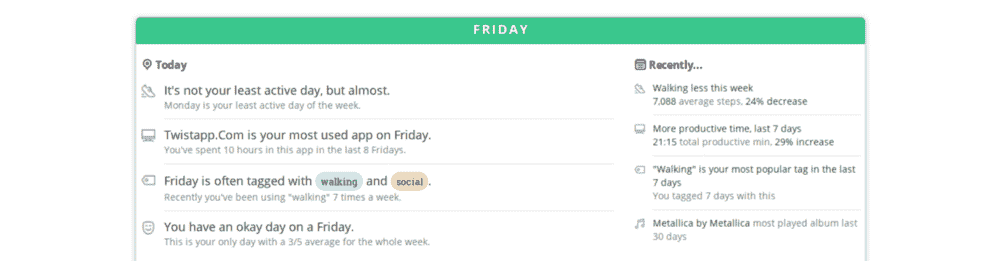 FRIDAY
Today
It's not your least active day, but almost.
Monday is your least active day of the week.
Twistapp.Com is your most used app on Friday.
You've spent 10 hours in this app in the last 8 Fridays.
Friday is often tagged with walking and social.
Recently you've been using "walking" 7 times a week.
You have an okay day on a Friday.
This is your only day with a 3/5 average for the whole week.
Recently...
Walking less this week
7,088 average steps, 24% decrease
More productive time, last 7 days
21:15 total productive min, 29% increase
"Walking" is your most popular tag in the last
7 days
You tagged 7 days with this
Metallica by Metallica most played album last
30 days